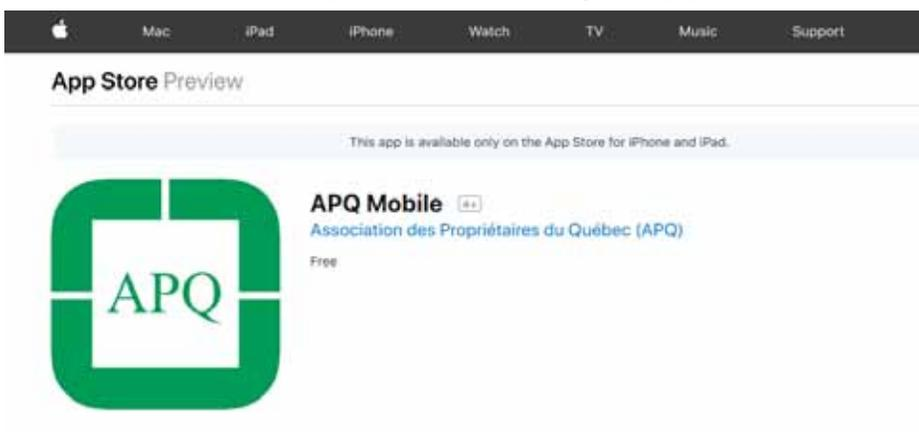 Mac iPad iPhone Watch TV Music Support
App Store Preview
This app is available only on the App Store for iPhone and iPad.
APQ Mobile 4+
Association des Propriétaires du Québec (APQ)
Free
APQ